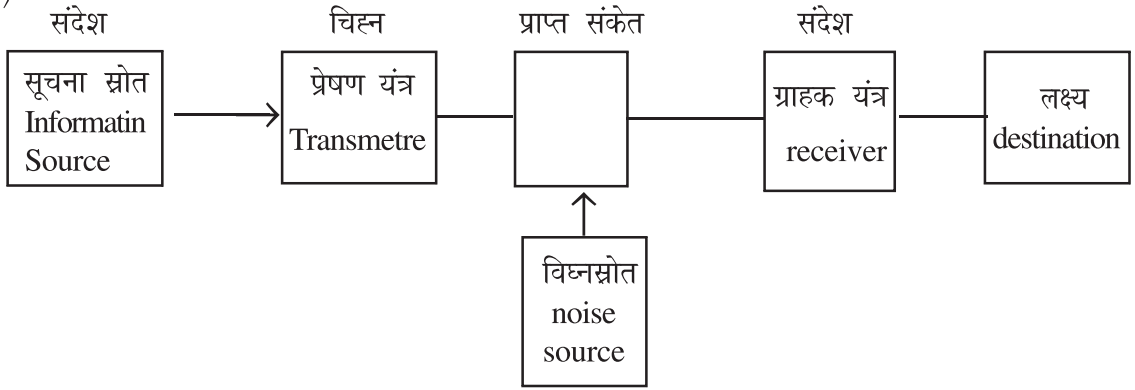 )
संदेश चिह्न प्राप्त संकेत संदेश
सूचना स्रोत
Informatin
Source
प्रेषण यंत्र
Transmetre
ग्राहक यंत्र
receiver
लक्ष्य
destination
विघ्नस्रोत
noise
source